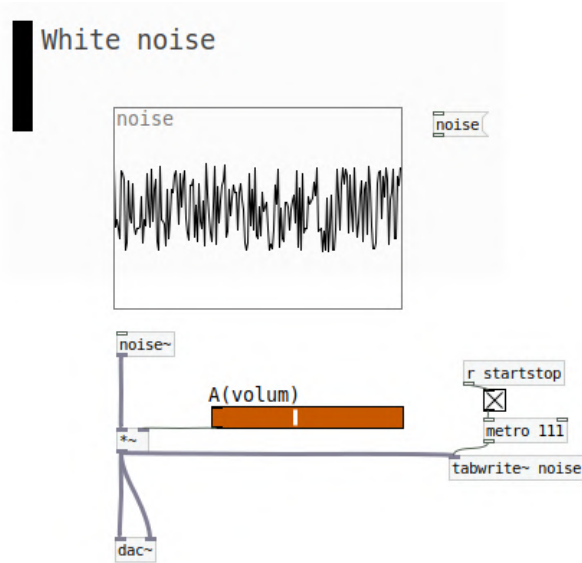 White noise
noise
noise
noise~
r startstop
A(volum)
metro 111
*~
tabwrite~ noise
dac~